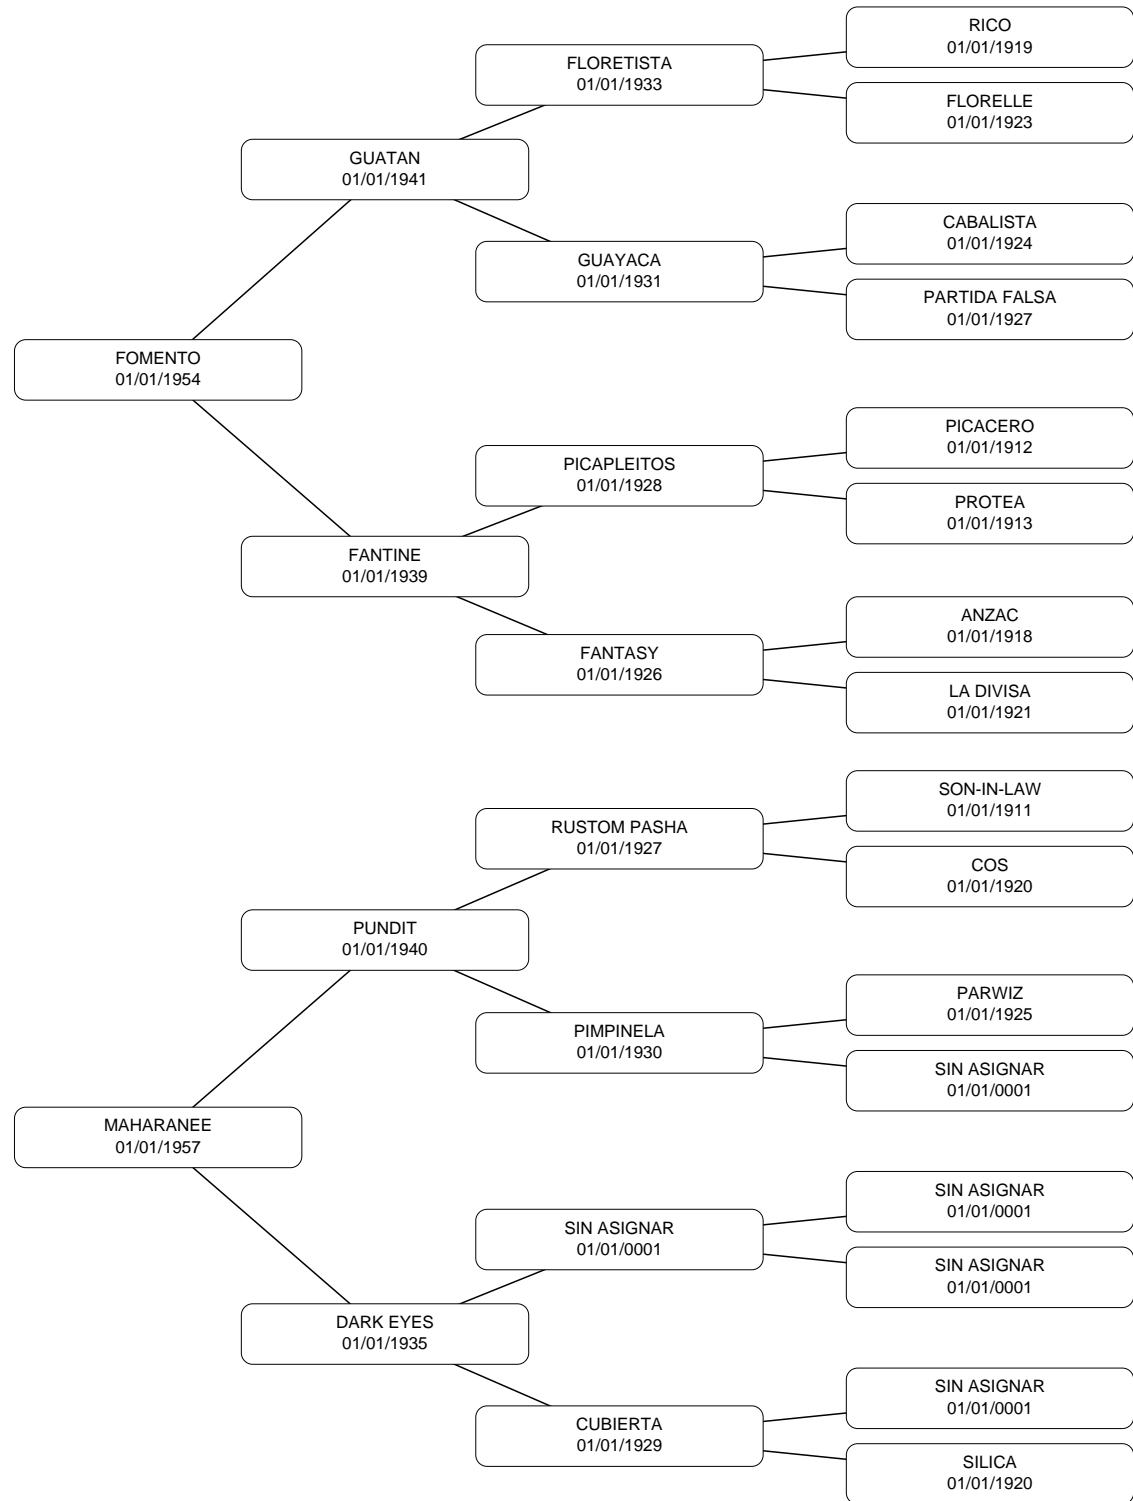 RICO
01/01/1919
FLORETISTA
01/01/1933
FLORELLE
01/01/1923
GUATAN
01/01/1941
CABALISTA
01/01/1924
GUAYACA
01/01/1931
PARTIDA FALSA
01/01/1927
FOMENTO
01/01/1954
PICACERO
01/01/1912
PICAPLEITOS
01/01/1928
PROTEA
01/01/1913
FANTINE
01/01/1939
ANZAC
01/01/1918
FANTASY
01/01/1926
LA DIVISA
01/01/1921
SON-IN-LAW
01/01/1911
RUSTOM PASHA
01/01/1927
COS
01/01/1920
PUNDIT
01/01/1940
PARWIZ
01/01/1925
PIMPINELA
01/01/1930
SIN ASIGNAR
01/01/0001
MAHARANEE
01/01/1957
SIN ASIGNAR
01/01/0001
SIN ASIGNAR
01/01/0001
SIN ASIGNAR
01/01/0001
DARK EYES
01/01/1935
SIN ASIGNAR
01/01/0001
CUBIERTA
01/01/1929
SILICA
01/01/1920